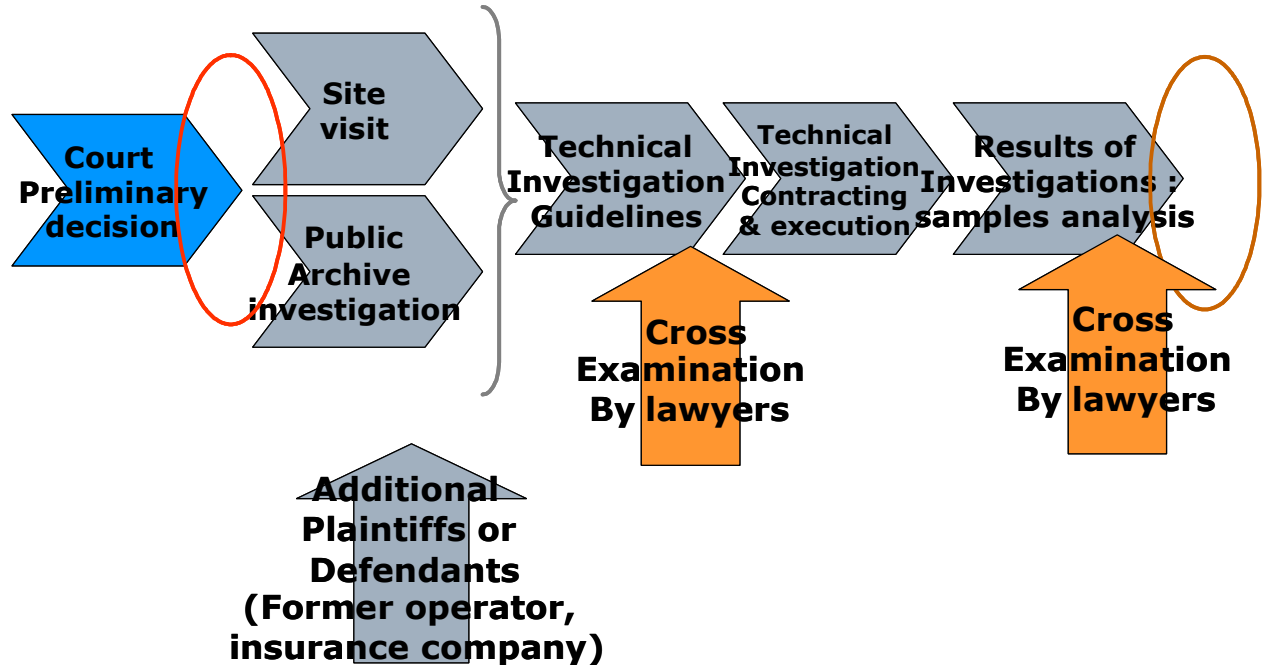 Court
Preliminary
decision
Site
visit
Public
Archive
investigation
Technical
Investigation
Guidelines
Technical
Investigation
Contracting
& execution
Results of
Investigations :
samples analysis
Cross
Examination
By lawyers
Cross
Examination
By lawyers
Additional
Plaintiffs or
Defendants
(Former operator,
insurance company)